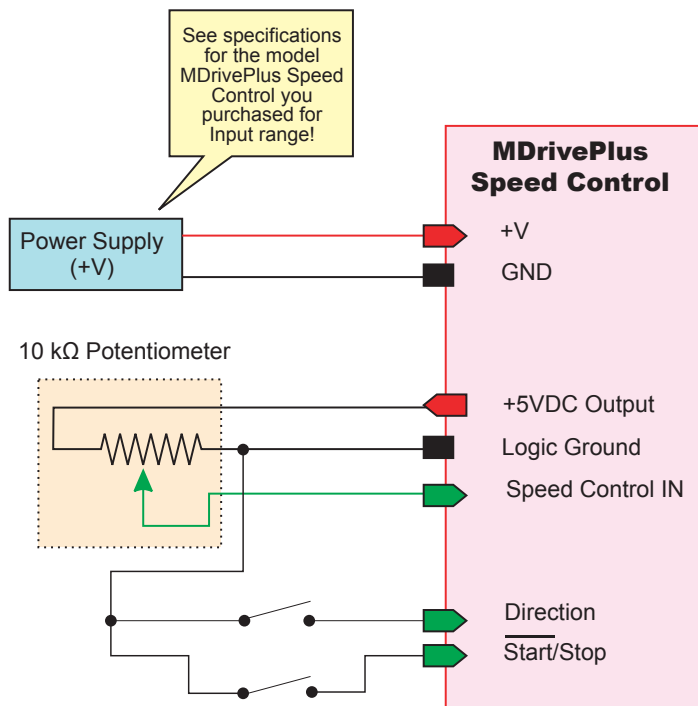 See specifications
for the model
MDrivePlus Speed
Control you
purchased for
Input range!
MDrivePlus
Speed Control
Power Supply
(+V)
+V
GND
10 kΩ Potentiometer
+5VDC Output
Logic Ground
Speed Control IN
Direction
Start/Stop